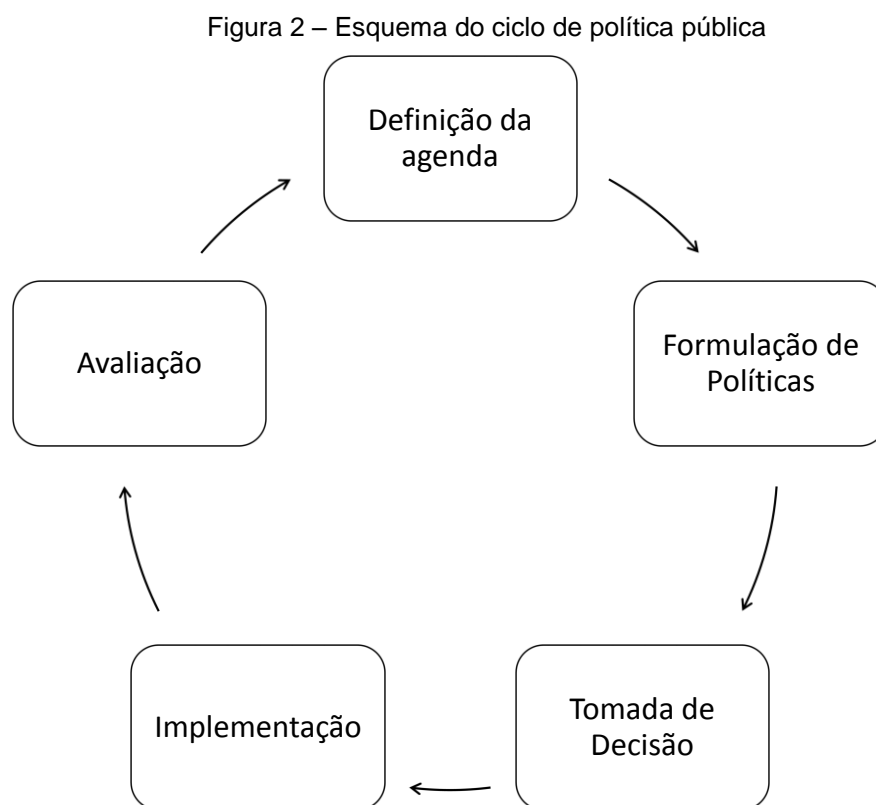 Figura 2 – Esquema do ciclo de política pública
Definição da
agenda
Formulação de
Políticas
Tomada de
Decisão
Implementação
Avaliação